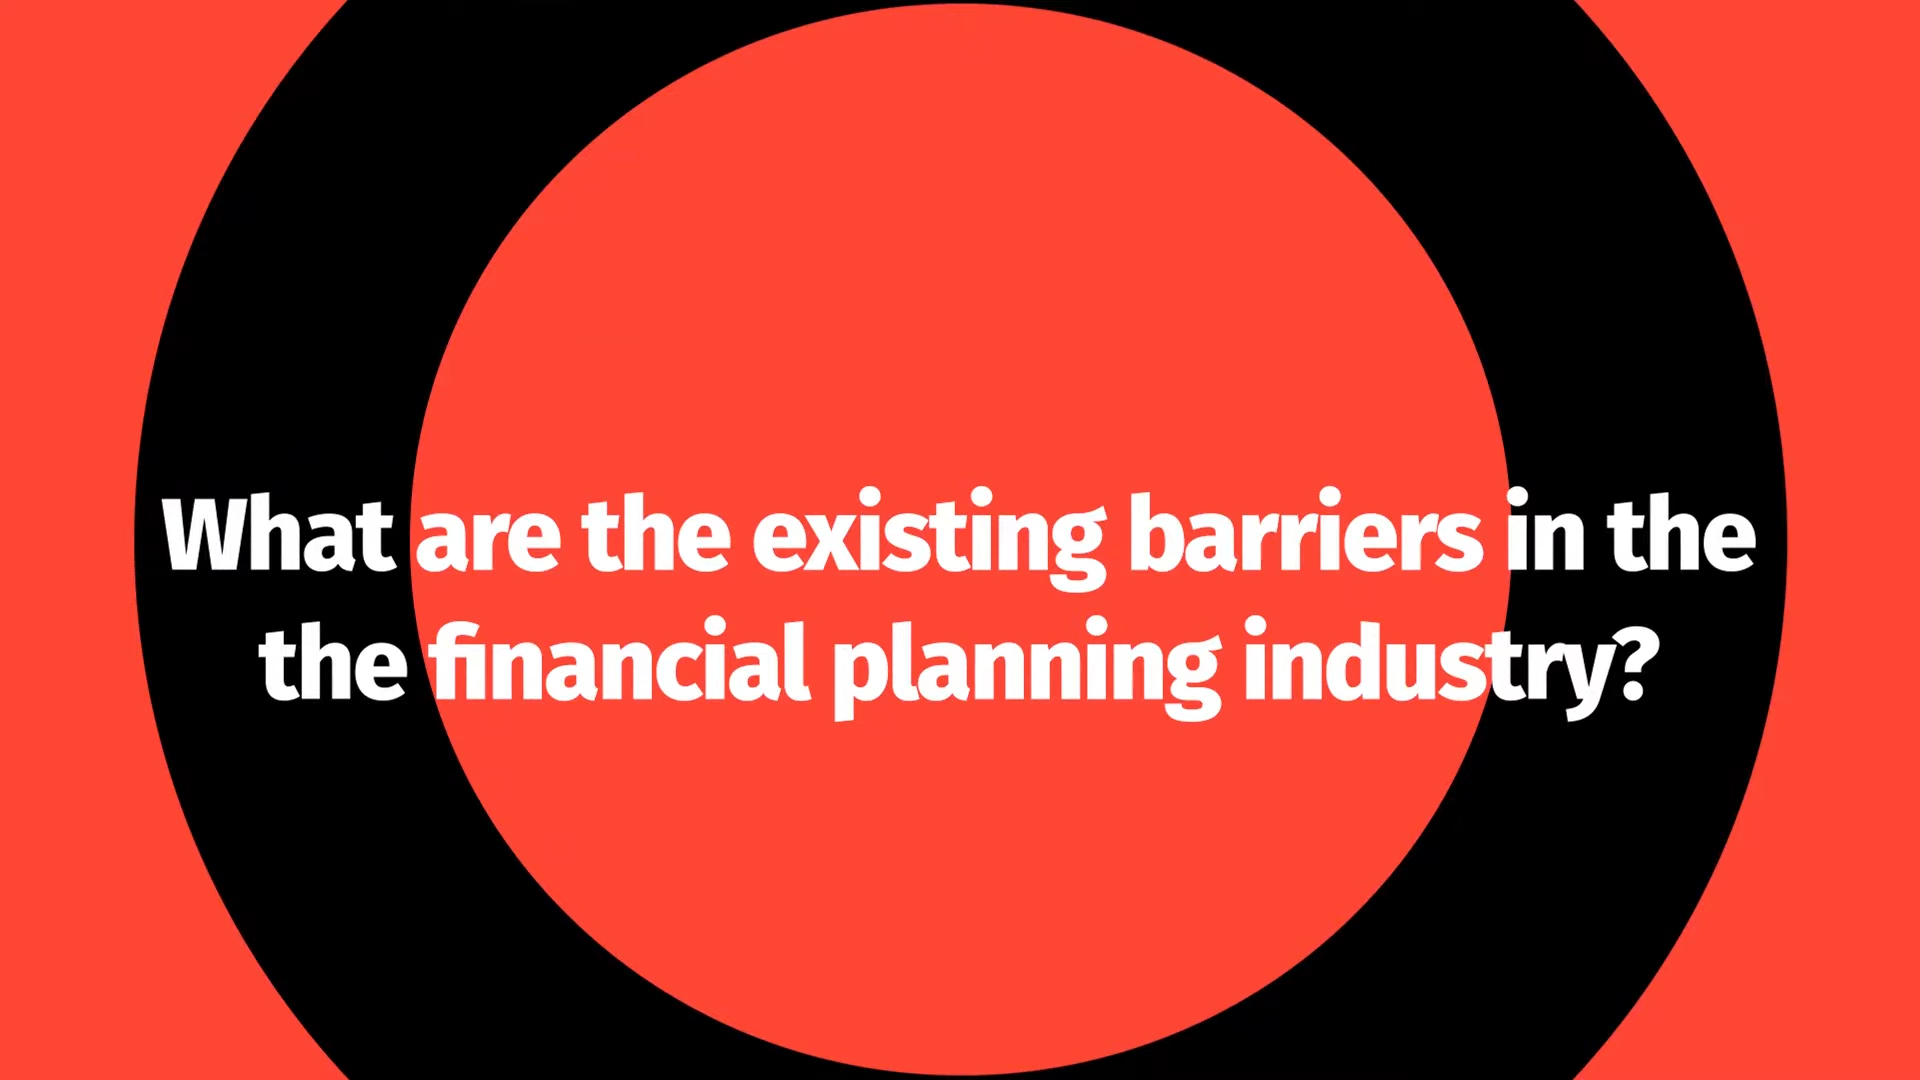 What are the existing barriers in the
the financial planning industry?